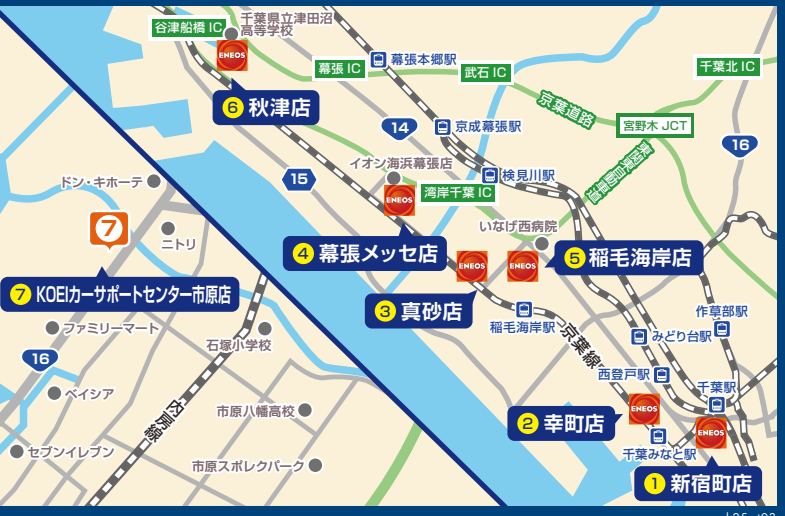 谷津船橋 IC
千葉県立津田沼
高等学校
ENEOS
⑥ 秋津店
幕張 IC
幕張本郷駅
武石 IC
千葉北 IC
京葉道路
宮野木 JCT
14
京成幕張駅
16
東関東自動車道
15
イオン海浜幕張店
検見川駅
湾岸千葉 IC
ENEOS
ドン・キホーテ
⑦
ニトリ
いなげ西病院
④ 幕張メッセ店
ENEOS
ENEOS
⑤ 稲毛海岸店
⑦ KOEIカーサポートセンター市原店
③ 真砂店
稲毛海岸駅
京葉線
作草部駅
みどり台駅
ファミリーマート
石塚小学校
16
西登戸駅
千葉駅
ベイシア
内房線
市原八幡高校
② 幸町店
ENEOS
ENEOS
千葉みなと駅
セブンイレブン
市原スポレクパーク
① 新宿町店